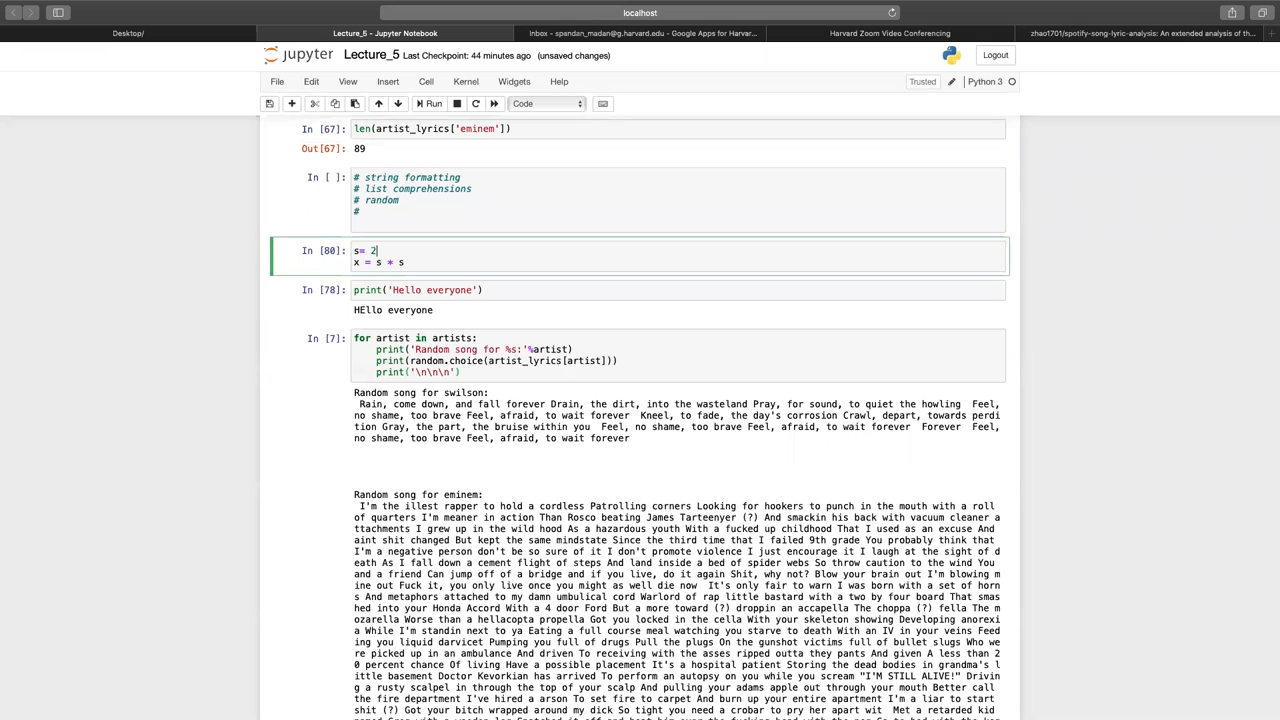 localhost
Desktop/
Lecture_5 - Jupyter Notebook
Inbox - spandan_madan@g.harvard.edu - Google Apps for Harvar...
Harvard Zoom Video Conferencing
zhao1701/spotify-song-lyric-analysis: An extended analysis of th...
jupyter Lecture_5 Last Checkpoint: 44 minutes ago (unsaved changes)
Logout
File Edit View Insert Cell Kernel Widgets Help
Trusted
Python 3
Run
Code
In [67]: len(artist_lyrics['eminem'])
Out[67]: 89
In [ ]: # string formatting
# list comprehensions
# random
#
In [80]: s= 2
x = s * s
In [78]: print('Hello everyone')
HEllo everyone
In [7]: for artist in artists:
print('Random song for %s:'%artist)
print(random.choice(artist_lyrics[artist]))
print('\n\n\n')
Random song for swilson:
Rain, come down, and fall forever Drain, the dirt, into the wasteland Pray, for sound, to quiet the howling  Feel,
no shame, too brave Feel, afraid, to wait forever  Kneel, to fade, the day's corrosion Crawl, depart, towards perdi
tion Gray, the part, the bruise within you  Feel, no shame, too brave Feel, afraid, to wait forever  Forever  Feel,
no shame, too brave Feel, afraid, to wait forever
Random song for eminem:
I'm the illest rapper to hold a cordless Patrolling corners Looking for hookers to punch in the mouth with a roll
of quarters I'm meaner in action Than Rosco beating James Tarteenyer (?) And smackin his back with vacuum cleaner a
ttachments I grew up in the wild hood As a hazardous youth With a fucked up childhood That I used as an excuse And
aint shit changed But kept the same mindstate Since the third time that I failed 9th grade You probably think that
I'm a negative person don't be so sure of it I don't promote violence I just encourage it I laugh at the sight of d
eath As I fall down a cement flight of steps And land inside a bed of spider webs So throw caution to the wind You
and a friend Can jump off of a bridge and if you live, do it again Shit, why not? Blow your brain out I'm blowing m
ine out Fuck it, you only live once you might as well die now  It's only fair to warn I was born with a set of horn
s And metaphors attached to my damn umbulical cord Warlord of rap little bastard with a two by four board That smas
hed into your Honda Accord With a 4 door Ford But a more toward (?) droppin an accapella The choppa (?) fella The m
ozarella Worse than a hellacopta propella Got you locked in the cella With your skeleton showing Developing anorexi
a While I'm standin next to ya Eating a full course meal watching you starve to death With an IV in your veins Feed
ing you liquid darvicet Pumping you full of drugs Pull the plugs On the gunshot victims full of bullet slugs Who we
re picked up in an ambulance And driven To receiving with the asses ripped outta they pants And given A less than 2
0 percent chance Of living Have a possible placement It's a hospital patient Storing the dead bodies in grandma's l
ittle basement Doctor Kevorkian has arrived To perform an autopsy on you while you scream "I'M STILL ALIVE!" Drivin
g a rusty scalpel in through the top of your scalp And pulling your adams apple out through your mouth Better call
the fire department I've hired a arson To set fire to carpet And burn up your entire apartment I'm a liar to start
shit (?) Got your bitch wrapped around my dick So tight you need a crobar to pry her apart wit  Met a retarded kid